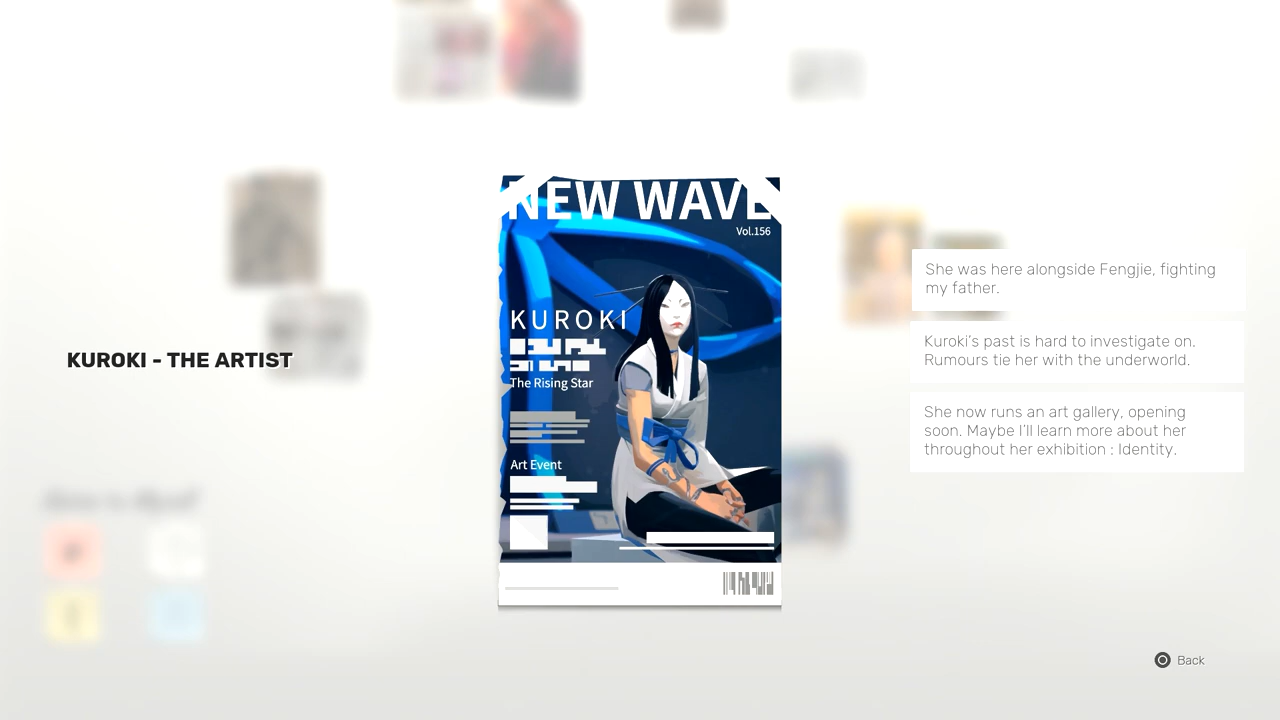 KUROKI - THE ARTIST
NEW WAVE
Vol.156
KUROKI
The Rising Star
Art Event
She was here alongside Fengjie, fighting
my father.
Kuroki's past is hard to investigate on.
Rumours tie her with the underworld.
She now runs an art gallery, opening
soon. Maybe I'll learn more about her
throughout her exhibition : Identity.
Back